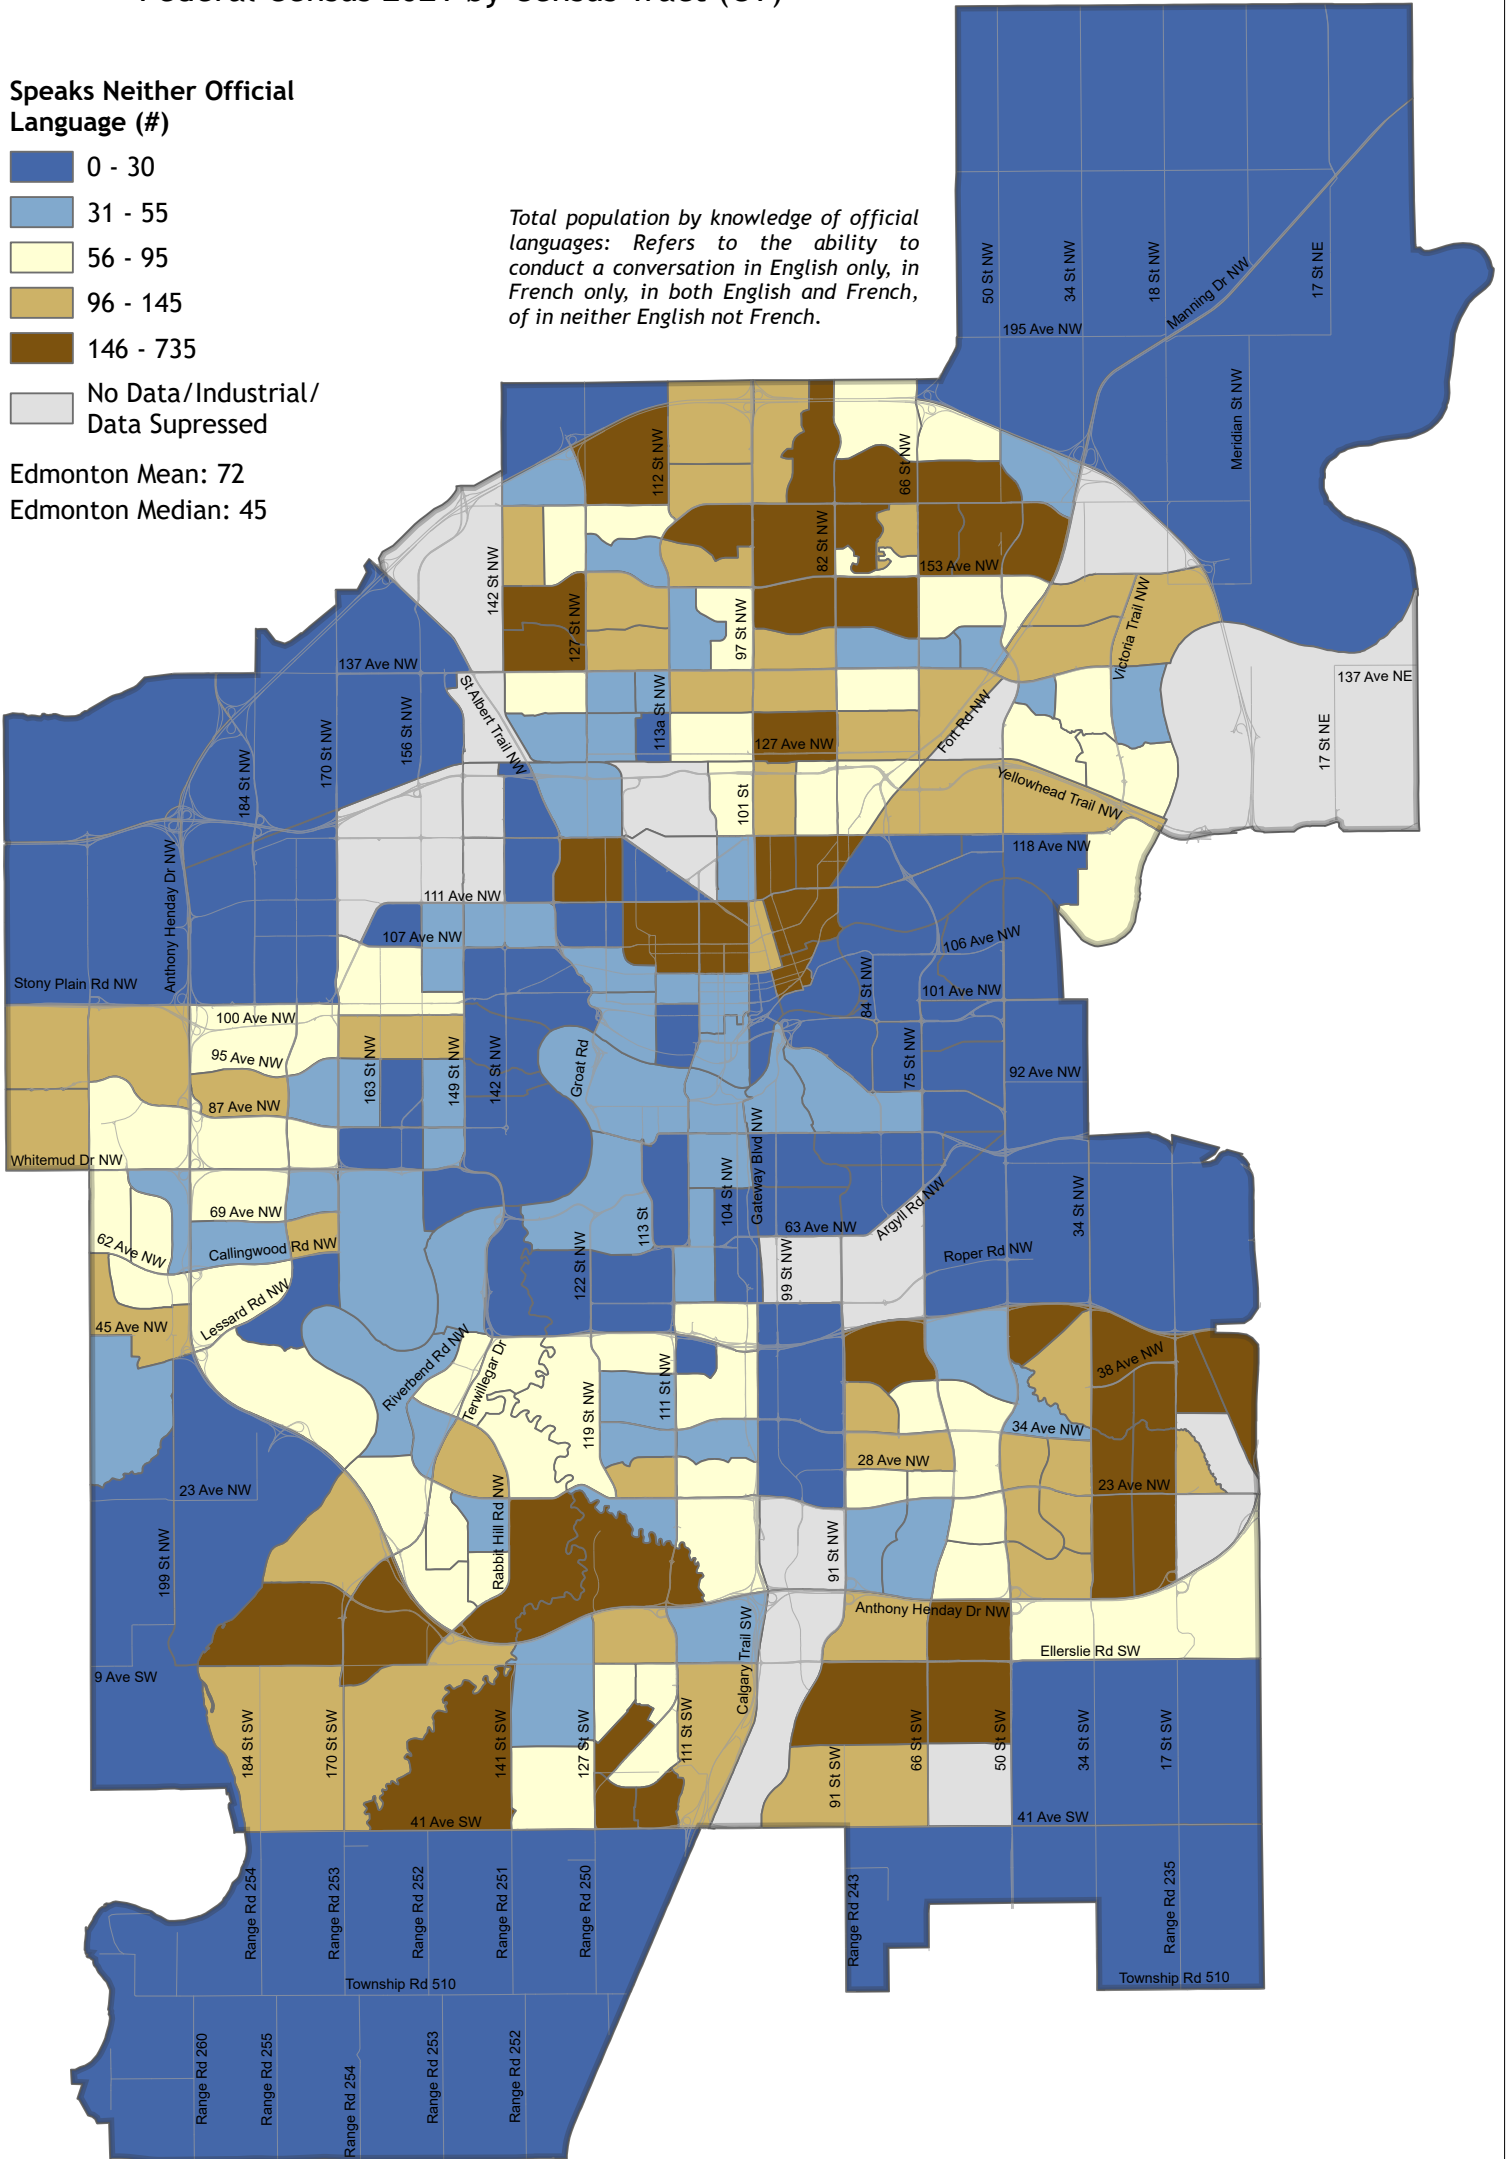 Federal Census 2021 by Census Tract (CT)
Speaks Neither Official
Language (#)
0 - 30
31 - 55
56 - 95
96 - 145
146 - 735
No Data/Industrial/
Data Supressed
Edmonton Mean: 72
Edmonton Median: 45
Total population by knowledge of official
languages: Refers to the ability to
conduct a conversation in English only, in
French only, in both English and French,
of in neither English not French.
50 St NW
34 St NW
18 St NW
Manning Dr NW
17 St NE
195 Ave NW
Meridian St NW
112 St NW
66 St NW
82 St NW
142 St NW
153 Ave NW
127 St NW
97 St NW
Victoria Trail NW
137 Ave NW
137 Ave NE
St Albert Trail NW
113a St NW
156 St NW
170 St NW
184 St NW
127 Ave NW
Fort Rd NW
17 St NE
Yellowhead Trail NW
101 St
118 Ave NW
Anthony Henday Dr NW
111 Ave NW
107 Ave NW
106 Ave NW
Stony Plain Rd NW
84 St NW
101 Ave NW
100 Ave NW
95 Ave NW
163 St NW
149 St NW
142 St NW
Groat Rd
75 St NW
92 Ave NW
87 Ave NW
Gateway Blvd NW
Whitemud Dr NW
69 Ave NW
104 St NW
113 St
63 Ave NW
Argyll Rd NW
34 St NW
62 Ave NW
Callingwood Rd NW
122 St NW
99 St NW
Roper Rd NW
Lessard Rd NW
45 Ave NW
Riverbend Rd NW
Terwillegar Dr
111 St NW
119 St NW
38 Ave NW
34 Ave NW
28 Ave NW
23 Ave NW
23 Ave NW
Rabbit Hill Rd NW
199 St NW
91 St NW
Anthony Henday Dr NW
Ellerslie Rd SW
9 Ave SW
Calgary Trail SW
184 St SW
170 St SW
141 St SW
127 St SW
111 St SW
91 St SW
66 St SW
50 St SW
34 St SW
17 St SW
41 Ave SW
41 Ave SW
Range Rd 254
Range Rd 253
Range Rd 252
Range Rd 251
Range Rd 250
Range Rd 243
Range Rd 235
Township Rd 510
Township Rd 510
Range Rd 260
Range Rd 255
Range Rd 254
Range Rd 253
Range Rd 252